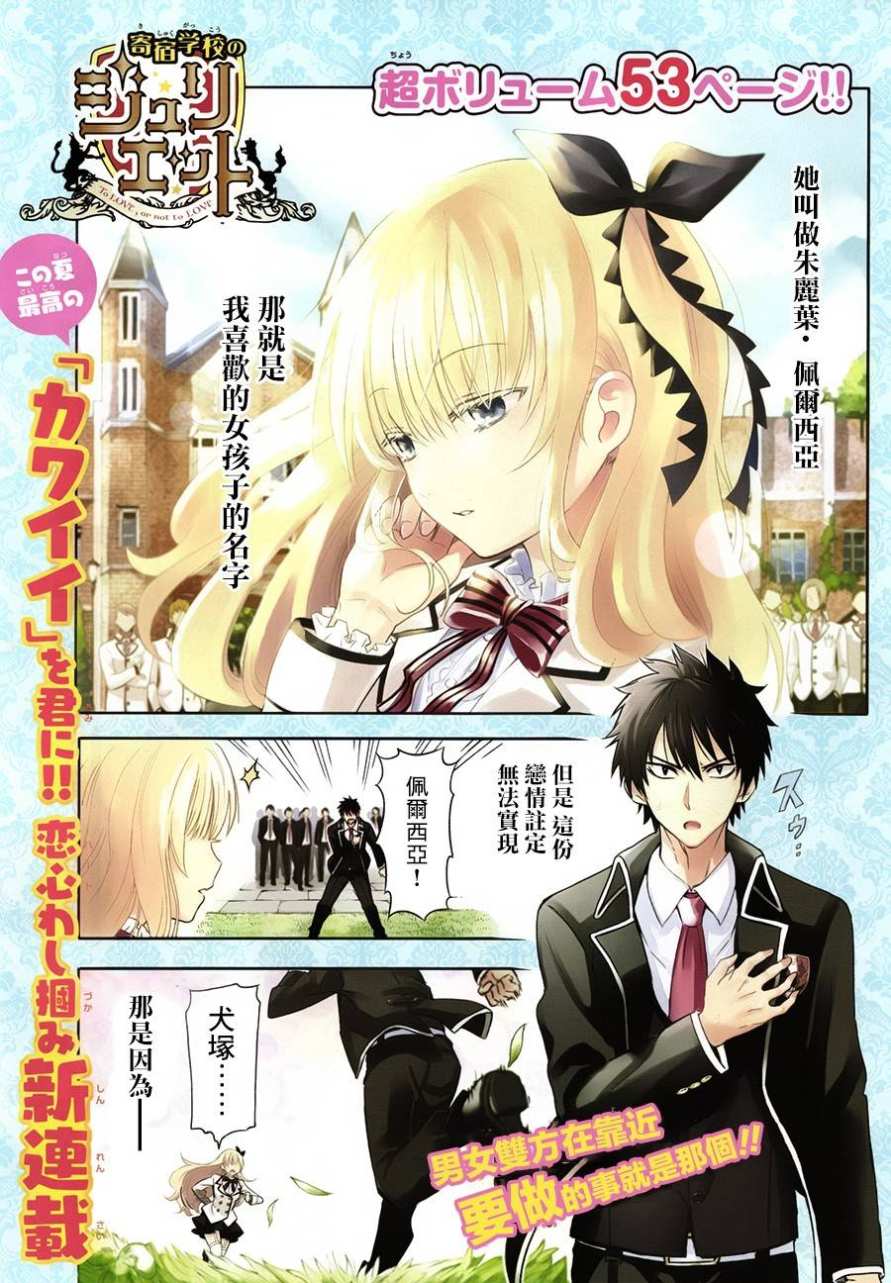 寄宿学校の
ジュリエット
To LOVE, or not to LOVE
超ボリューム53ページ!!
她叫做朱麗葉·佩爾西亞
那就是
我喜歡的女孩子的名字
この夏
最高の
「カワイイ」を君に!! 恋心わし掴み新連載
但是 這份
戀情註定
無法實現
佩爾西亞！
スゥ‥
犬塚……
那是因為——
男女雙方在靠近
要做的事就是那個!!